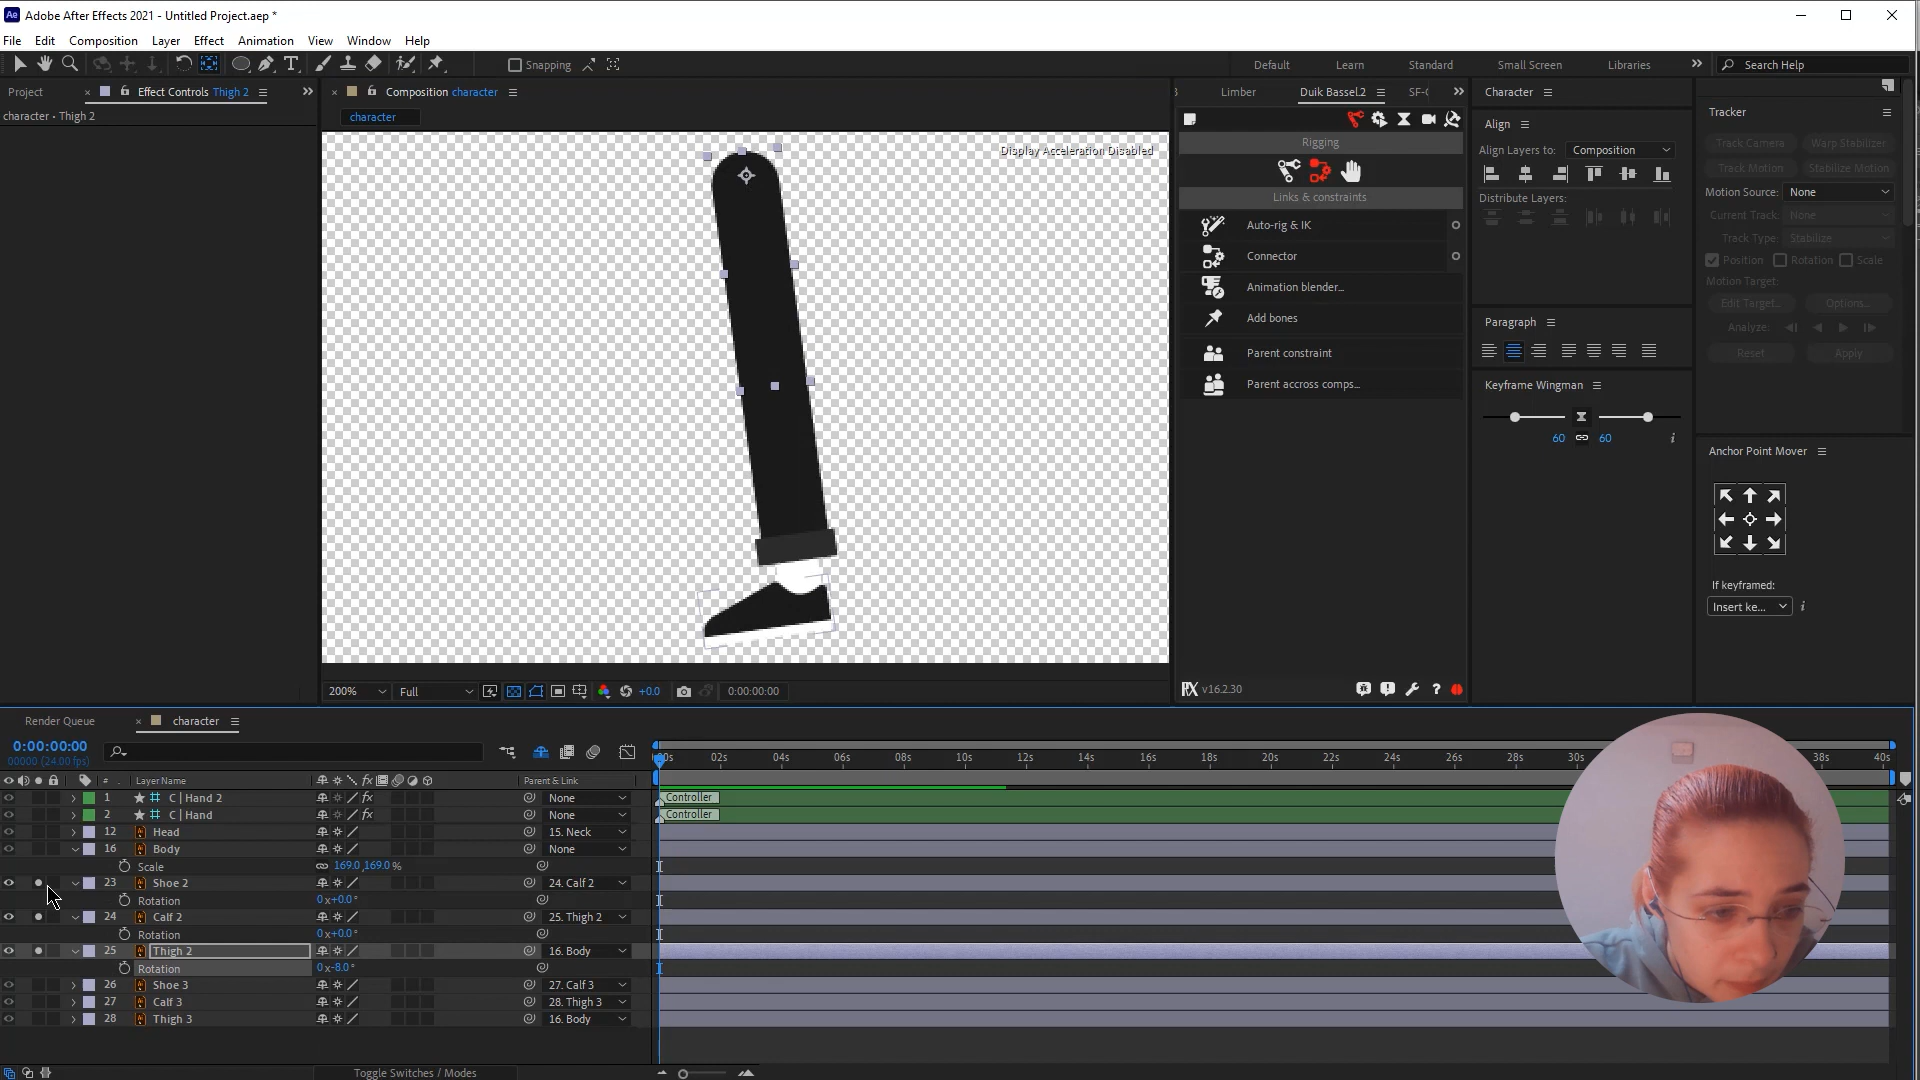 Adobe After Effects 2021 - Untitled Project.aep *
File Edit Composition Layer Effect Animation View Window Help
Snapping
Default Learn Standard Small Screen Libraries Search Help
Project Effect Controls Thigh 2
character • Thigh 2
Composition character
character
Display Acceleration Disabled
200% Full +0.0 0:00:00:00
Limber Duik Bassel.2
Rigging
Links & constraints
Auto-rig & IK
Connector
Animation blender...
Add bones
Parent constraint
Parent accross comps...
v16.2.30
Character
Align
Align Layers to: Composition
Distribute Layers:
Paragraph
Keyframe Wingman
60 60
Tracker
Track Camera Warp Stabilizer
Track Motion Stabilize Motion
Motion Source: None
Current Track: None
Track Type: Stabilize
Position Rotation Scale
Motion Target:
Edit Target... Options...
Analyze:
Reset Apply
Anchor Point Mover
If keyframed:
Insert ke...
Render Queue character
0:00:00:00
00000 (24.00 fps)
# Layer Name Parent & Link
02s 04s 06s 08s 10s 12s 14s 16s 18s 20s 22s 24s 26s 28s 30s 38s 40s
1 C | Hand 2 None Controller
2 C | Hand None Controller
12 Head 15. Neck
16 Body None
Scale 169.0,169.0 %
23 Shoe 2 24. Calf 2
Rotation 0x+0.0°
24 Calf 2 25. Thigh 2
Rotation 0x+0.0°
25 Thigh 2 16. Body
Rotation 0x-8.0°
26 Shoe 3 27. Calf 3
27 Calf 3 28. Thigh 3
28 Thigh 3 16. Body
Toggle Switches / Modes